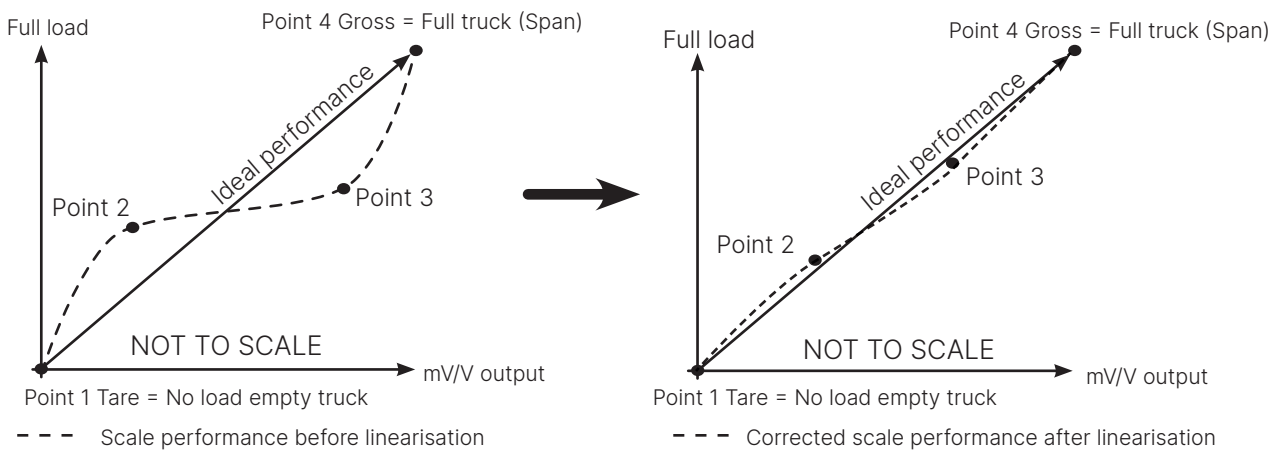 Full load
Point 4 Gross = Full truck (Span)
Ideal performance
Point 2
Point 3
NOT TO SCALE
mV/V output
Point 1 Tare = No load empty truck
Scale performance before linearisation
Full load
Point 4 Gross = Full truck (Span)
Ideal performance
Point 3
Point 2
NOT TO SCALE
mV/V output
Point 1 Tare = No load empty truck
Corrected scale performance after linearisation